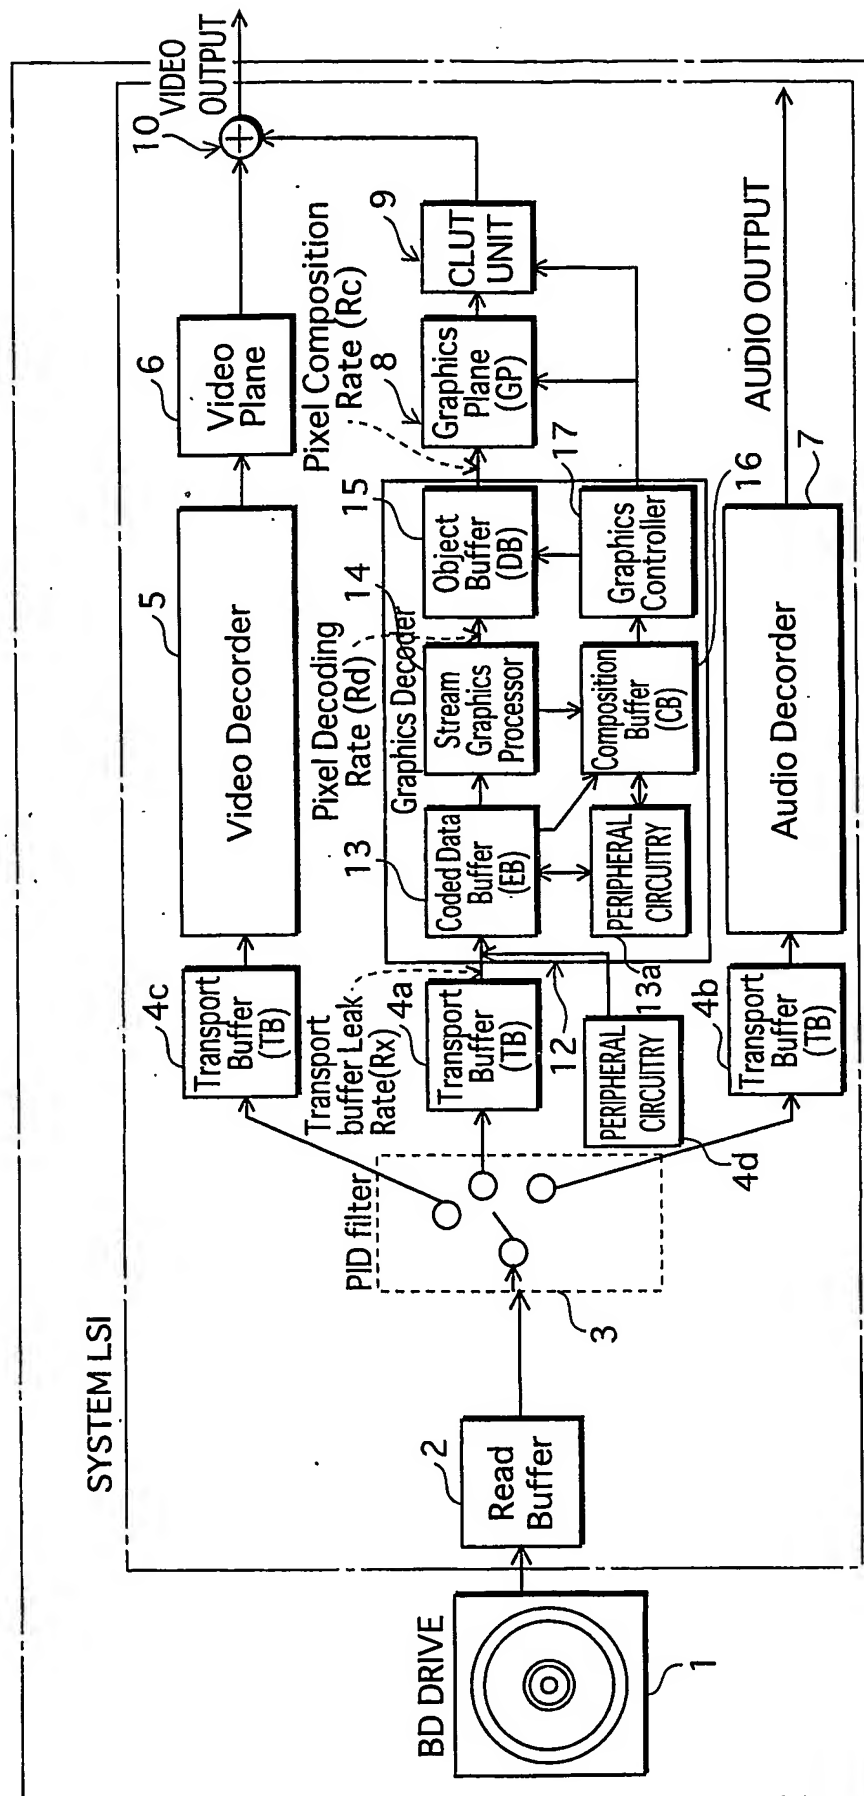 SYSTEM LSI
BD DRIVE
1
Read
Buffer
2
PID filter
3
Transport
Buffer
(TB)
4c
Video Decorder
5
Video
Plane
6
10
VIDEO
OUTPUT
Transport
buffer Leak
Rate(Rx)
4a
Transport
Buffer
(TB)
PERIPHERAL
CIRCUITRY
4d
12
Graphics Decoder
13
Coded Data
Buffer
(EB)
PERIPHERAL
CIRCUITRY
13a
Pixel Decoding
Rate (Rd)
14
Stream
Graphics
Processor
Composition
Buffer
(CB)
16
15
Object
Buffer
(DB)
17
Graphics
Controller
Pixel Composition
Rate (Rc)
8
Graphics
Plane
(GP)
9
CLUT
UNIT
4b
Transport
Buffer
(TB)
Audio Decorder
7
AUDIO OUTPUT